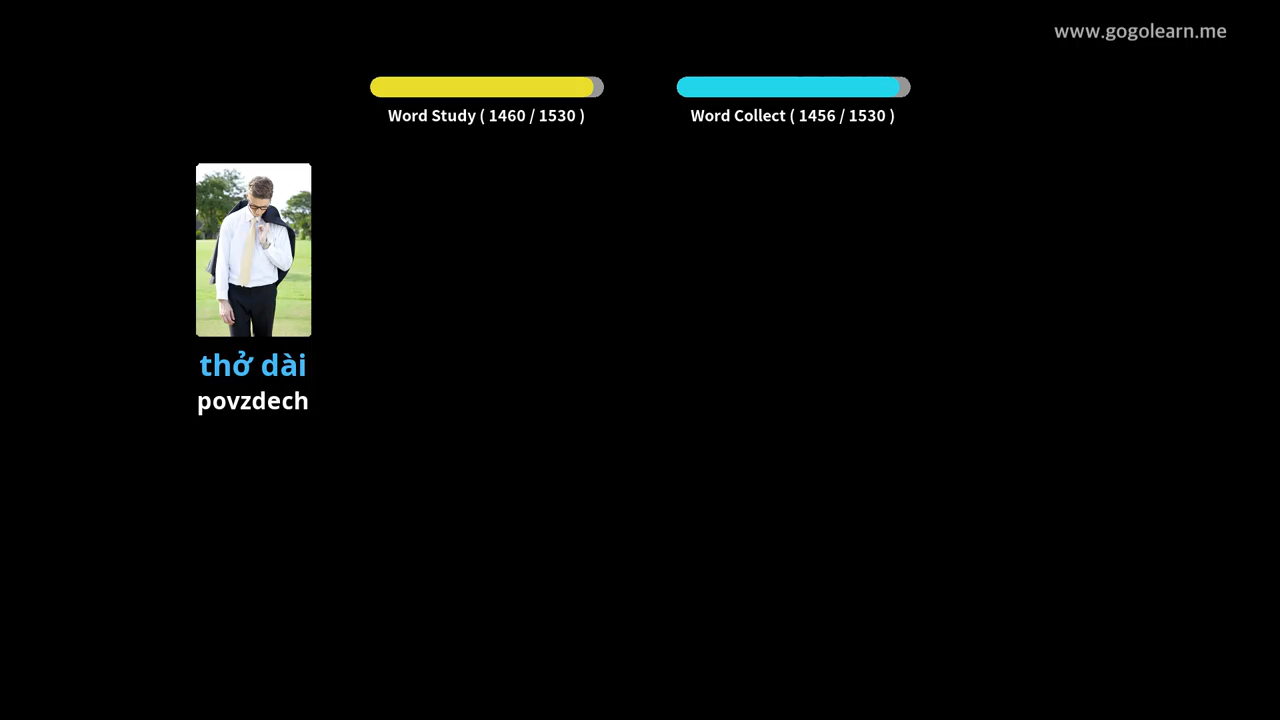 www.gogolearn.me
Word Study ( 1460 / 1530 )
Word Collect ( 1456 / 1530 )
thở dài
povzdech